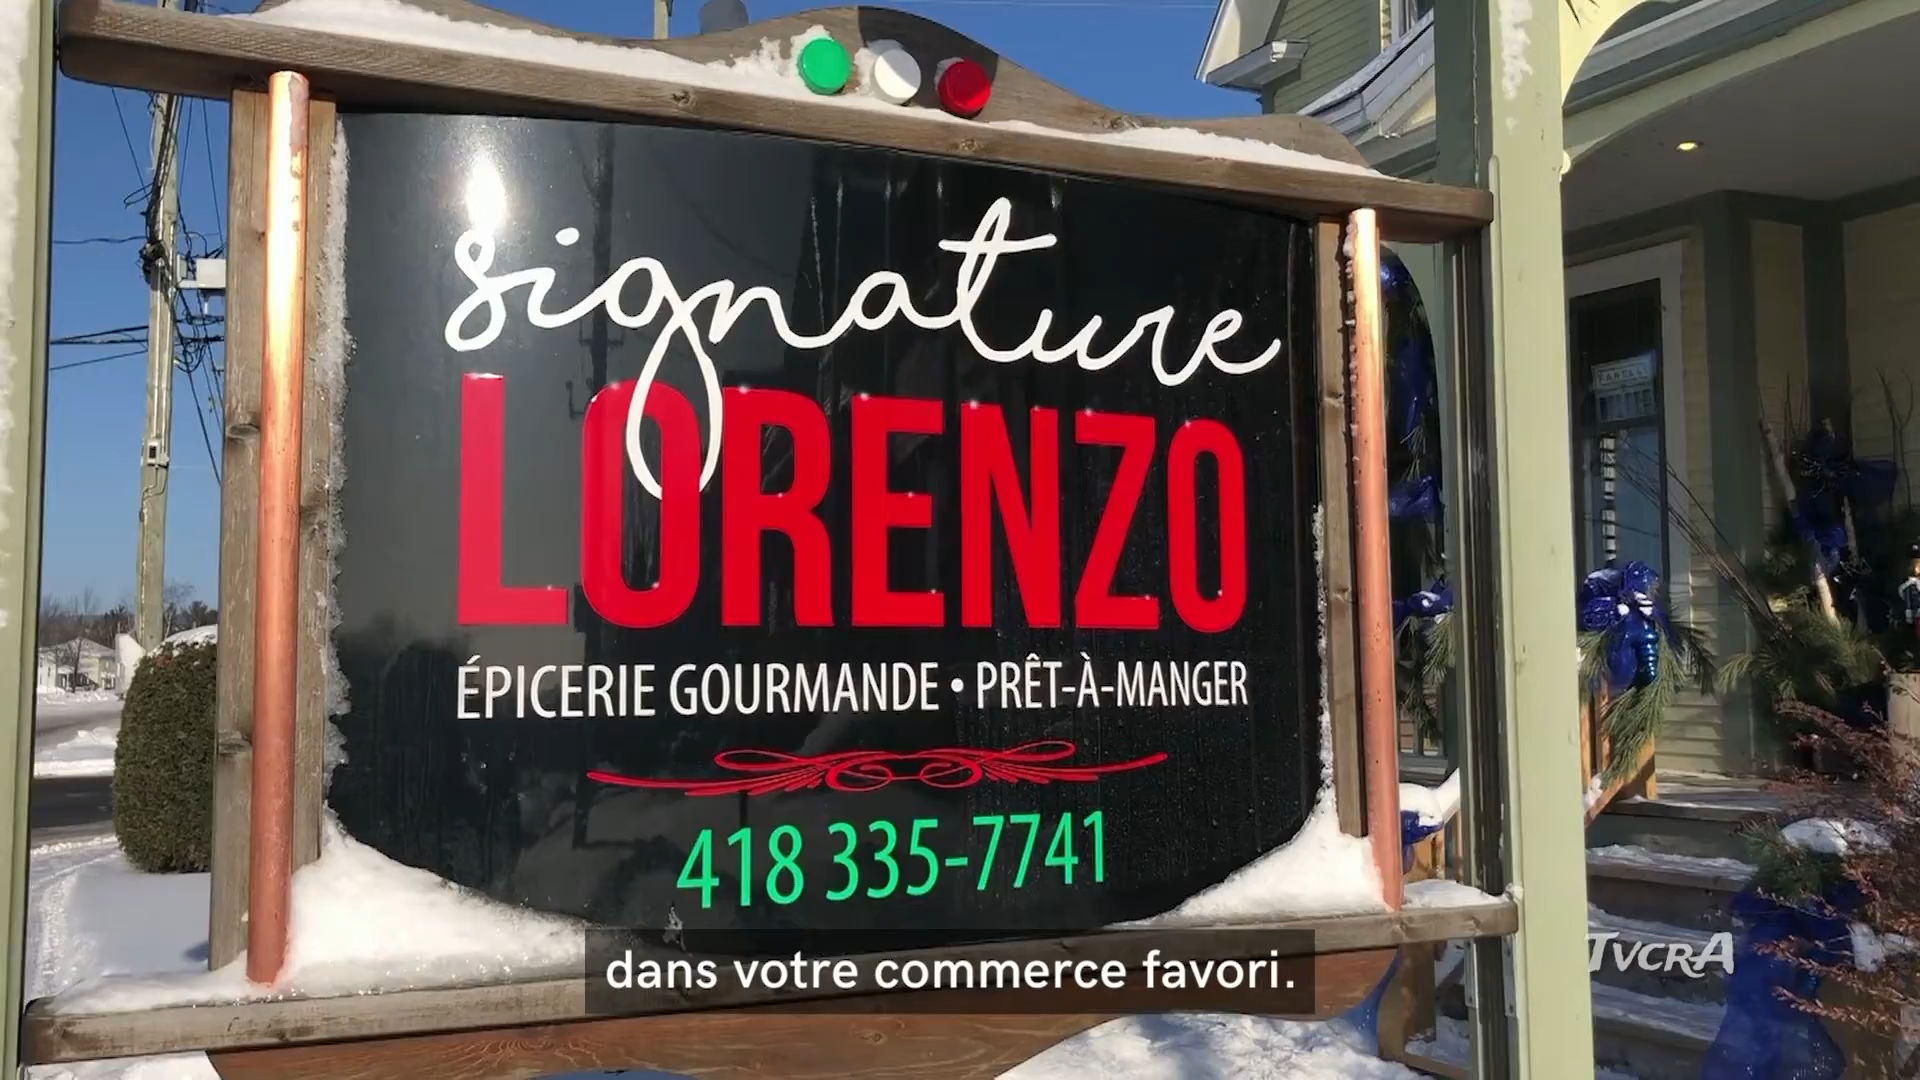 signature
LORENZO
ÉPICERIE GOURMANDE • PRÊT-À-MANGER
418 335-7741
dans votre commerce favori.
TVCRA